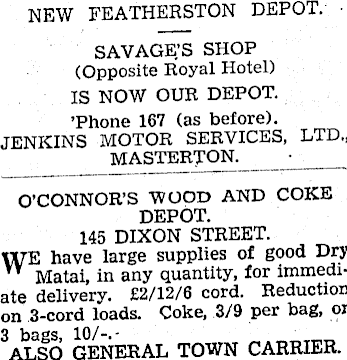 NEW FEATHERSTON DEPOT.
SAVAGE'S SHOP
(Opposite Royal Hotel)
IS NOW OUR DEPOT.
'Phone 167 (as before).
JENKINS MOTOR SERVICES, LTD.,
MASTERTON.
O'CONNOR'S WOOD AND COKE
DEPOT.
145 DIXON STREET.
WE have large supplies of good Dry
Matai, in any quantity, for immedi-
ate delivery. £2/12/6 cord. Reduction
on 3-cord loads. Coke, 3/9 per bag, or
3 bags, 10/-.
ALSO GENERAL TOWN CARRIER.